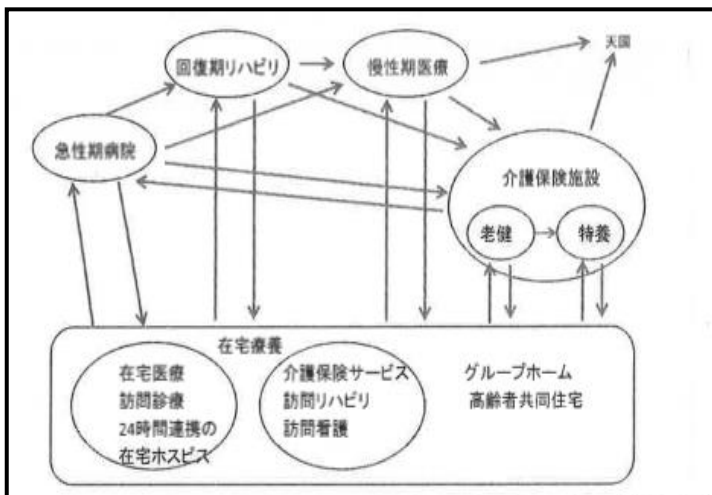 天国
回復期リハビリ
慢性期医療
急性期病院
介護保険施設
老健
特養
在宅療養
在宅医療
訪問診療
24時間連携の
在宅ホスピス
介護保険サービス
訪問リハビリ
訪問看護
グループホーム
高齢者共同住宅